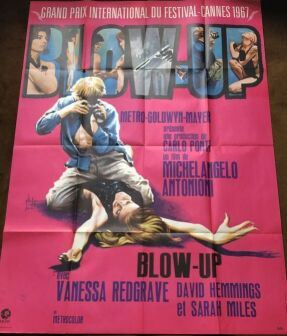 GRAND PRIX INTERNATIONAL DU FESTIVAL-CANNES 1967
BLOW-UP
METRO-GOLDWYN-MAYER
présente
une production de
CARLO PONTI
un film de
MICHELANGELO
ANTONIONI
BLOW-UP
avec
VANESSA REDGRAVE
DAVID HEMMINGS
et SARAH MILES
en METROCOLOR